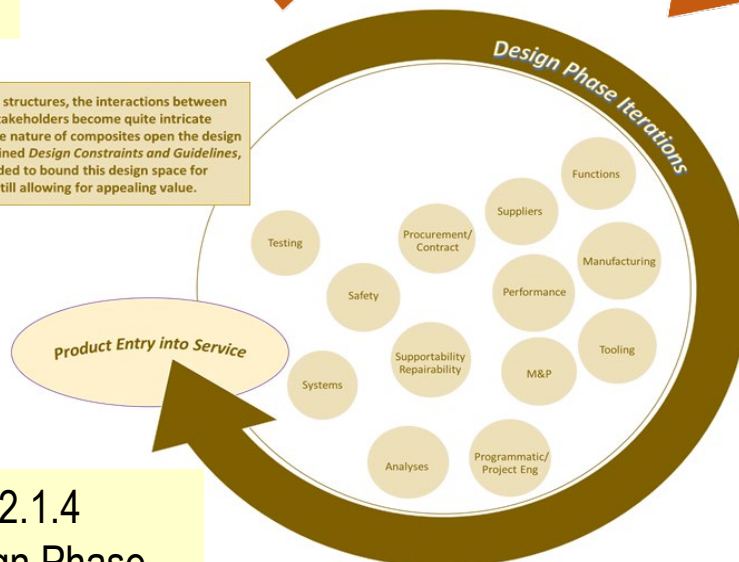 Design Phase Iterations
structures, the interactions between
takeholders become quite intricate
e nature of composites open the design
ined Design Constraints and Guidelines,
ded to bound this design space for
till allowing for appealing value.
Functions
Suppliers
Procurement/
Contract
Testing
Manufacturing
Safety
Performance
Product Entry into Service
Supportability
Repairability
Tooling
M&P
Systems
Analyses
Programmatic/
Project Eng
2.1.4
gn Phase